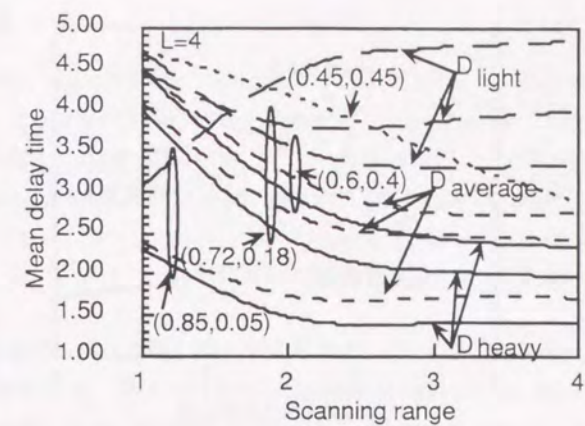 5.00
4.50
4.00
3.50
3.00
2.50
2.00
1.50
1.00
Mean delay time
L=4
(0.45,0.45)
D light
(0.6,0.4)
D average
(0.72,0.18)
(0.85,0.05)
D heavy
1
2
3
4
Scanning range